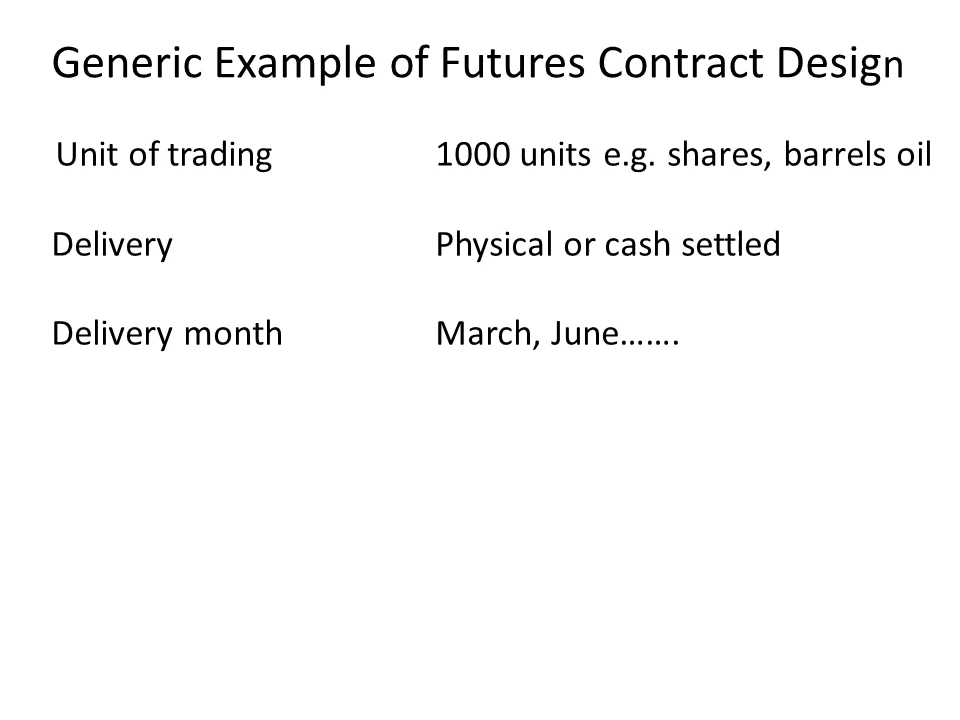 Generic Example of Futures Contract Design
Unit of trading 1000 units e.g. shares, barrels oil
Delivery Physical or cash settled
Delivery month March, June…….